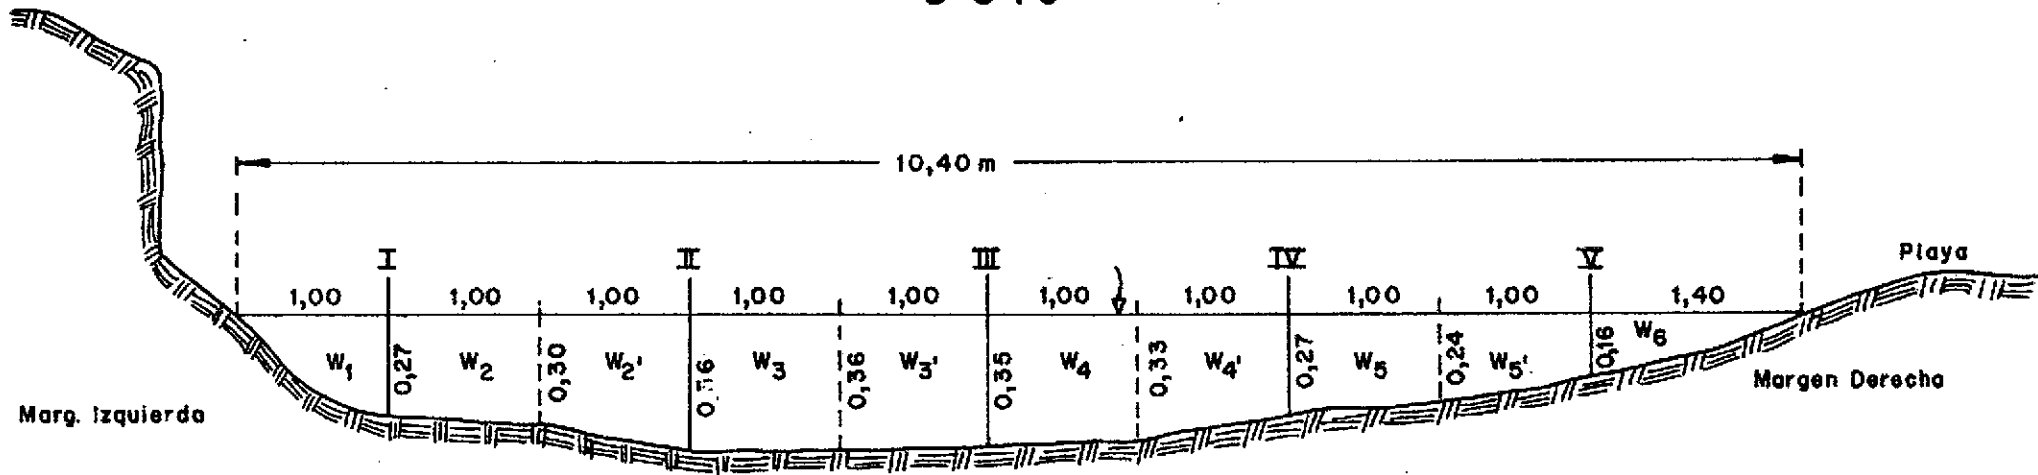 10,40 m
I II III IV V Playa
1,00 1,00 1,00 1,00 1,00 1,00 1,00 1,00 1,00 1,40
W1 0,27 W2 0,30 W2' W3 0,36 W3' 0,35 W4 0,33 W4' 0,27 W5 0,24 W5' 0,16 W6
Marg. Izquierda Margen Derecha